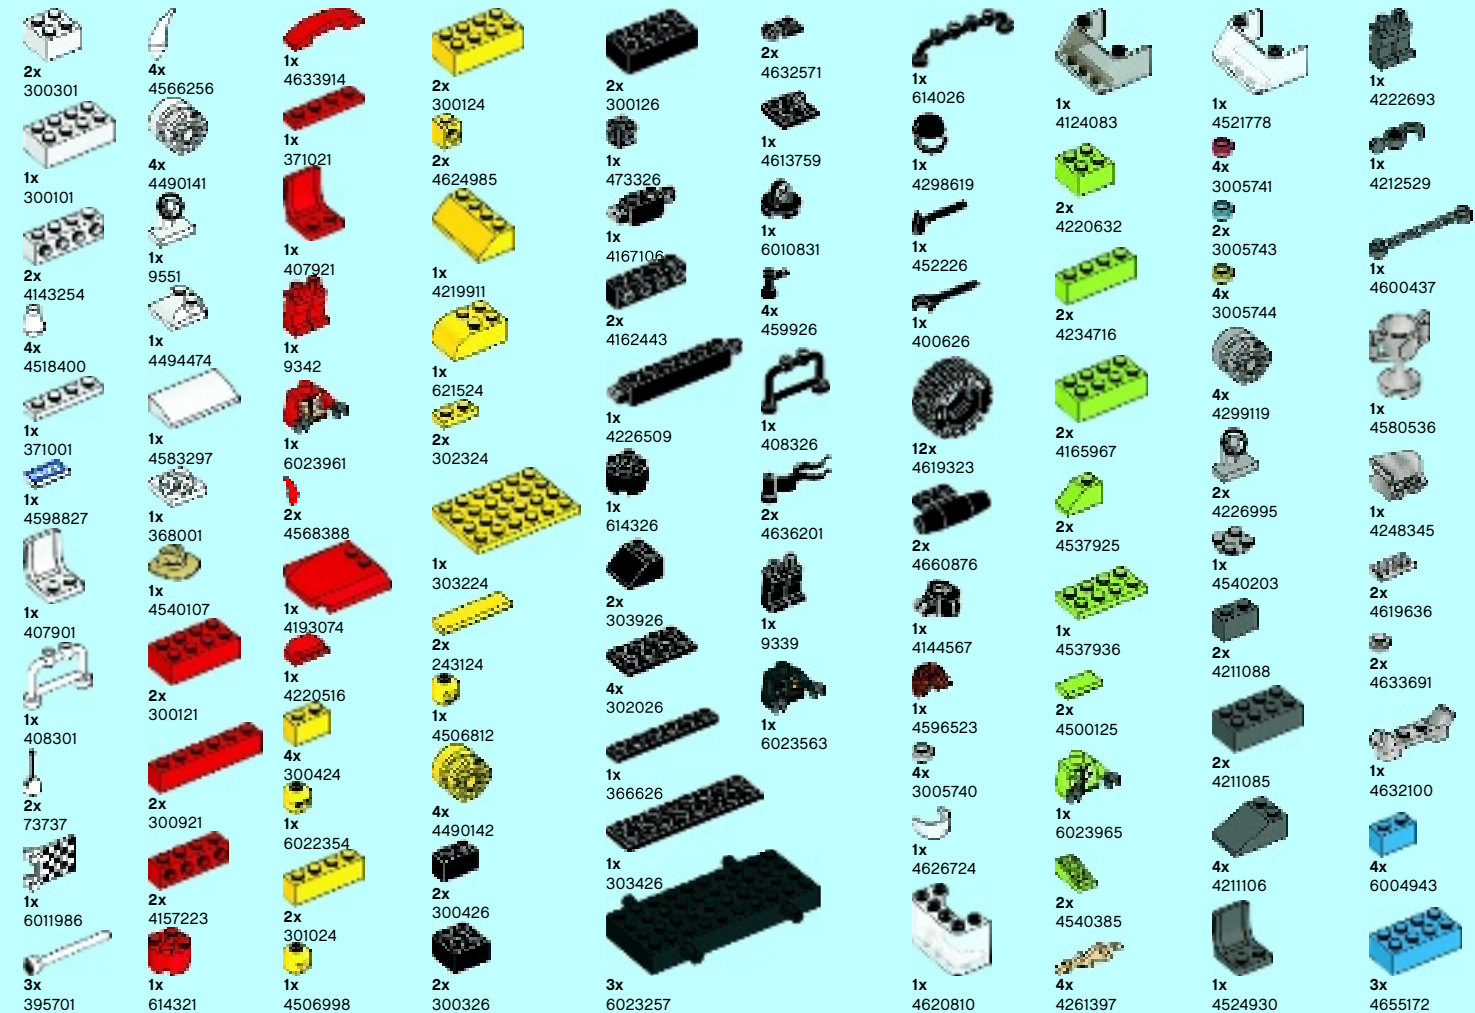 2x
300301
1x
300101
2x
4143254
4x
4518400
1x
371001
1x
4598827
1x
407901
1x
408301
2x
73737
1x
6011986
3x
395701
4x
4566256
4x
4490141
1x
9551
1x
4494474
1x
4583297
1x
368001
1x
4540107
2x
300121
2x
300921
2x
4157223
1x
614321
1x
4633914
1x
371021
1x
407921
1x
9342
1x
6023961
2x
4568388
1x
4193074
1x
4220516
4x
300424
1x
6022354
2x
301024
1x
4506998
2x
300124
2x
4624985
1x
4219911
1x
621524
2x
302324
1x
303224
2x
243124
1x
4506812
4x
4490142
2x
300426
2x
300326
2x
300126
1x
473326
1x
4167106
2x
4162443
1x
4226509
1x
614326
2x
303926
4x
302026
1x
366626
1x
303426
3x
6023257
2x
4632571
1x
4613759
1x
6010831
4x
459926
1x
408326
2x
4636201
1x
9339
1x
6023563
1x
614026
1x
4298619
1x
452226
1x
400626
12x
4619323
2x
4660876
1x
4144567
1x
4596523
4x
3005740
1x
4626724
1x
4620810
1x
4124083
2x
4220632
2x
4234716
2x
4165967
2x
4537925
1x
4537936
2x
4500125
1x
6023965
2x
4540385
4x
4261397
1x
4521778
4x
3005741
2x
3005743
4x
3005744
4x
4299119
2x
4226995
1x
4540203
2x
4211088
2x
4211085
4x
4211106
1x
4524930
1x
4222693
1x
4212529
1x
4600437
1x
4580536
1x
4248345
2x
4619636
2x
4633691
1x
4632100
4x
6004943
3x
4655172